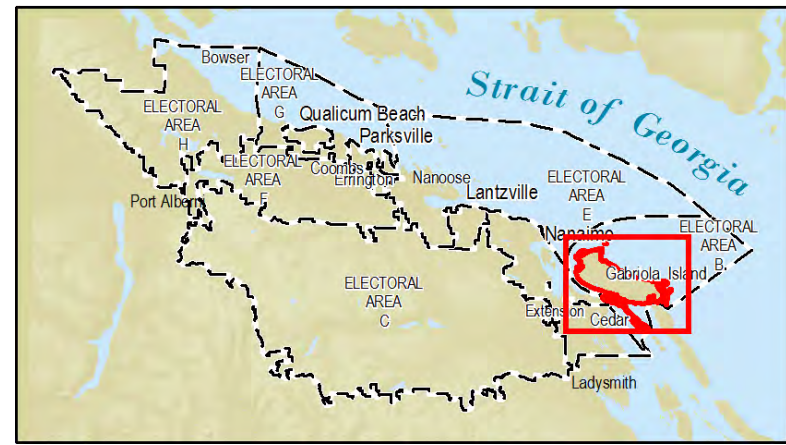 Bowser
ELECTORAL
AREA
G
Strait of Georgia
ELECTORAL
AREA
H
Qualicum Beach
Parksville
ELECTORAL
AREA
F
Coombs
Errington
Nanoose
Lantzville
ELECTORAL
AREA
E
Port Alberni
Nanaimo
ELECTORAL
AREA
B
Gabriola Island
ELECTORAL
AREA
C
Extension
Cedar
Ladysmith